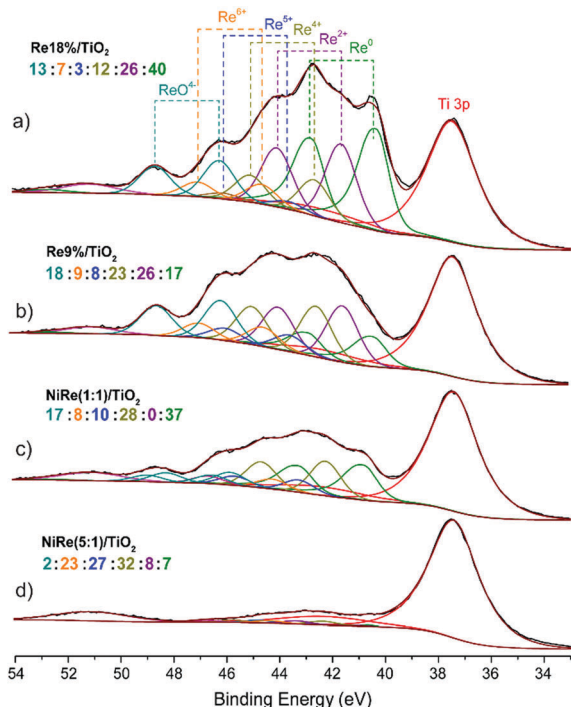 Re⁶⁺
Re⁵⁺
Re⁴⁺
Re²⁺
Re⁰
ReO⁴⁻
Ti 3p
Re18%/TiO₂
13:7:3:12:26:40
a)
Re9%/TiO₂
18:9:8:23:26:17
b)
NiRe(1:1)/TiO₂
17:8:10:28:0:37
c)
NiRe(5:1)/TiO₂
2:23:27:32:8:7
d)
54 52 50 48 46 44 42 40 38 36 34
Binding Energy (eV)